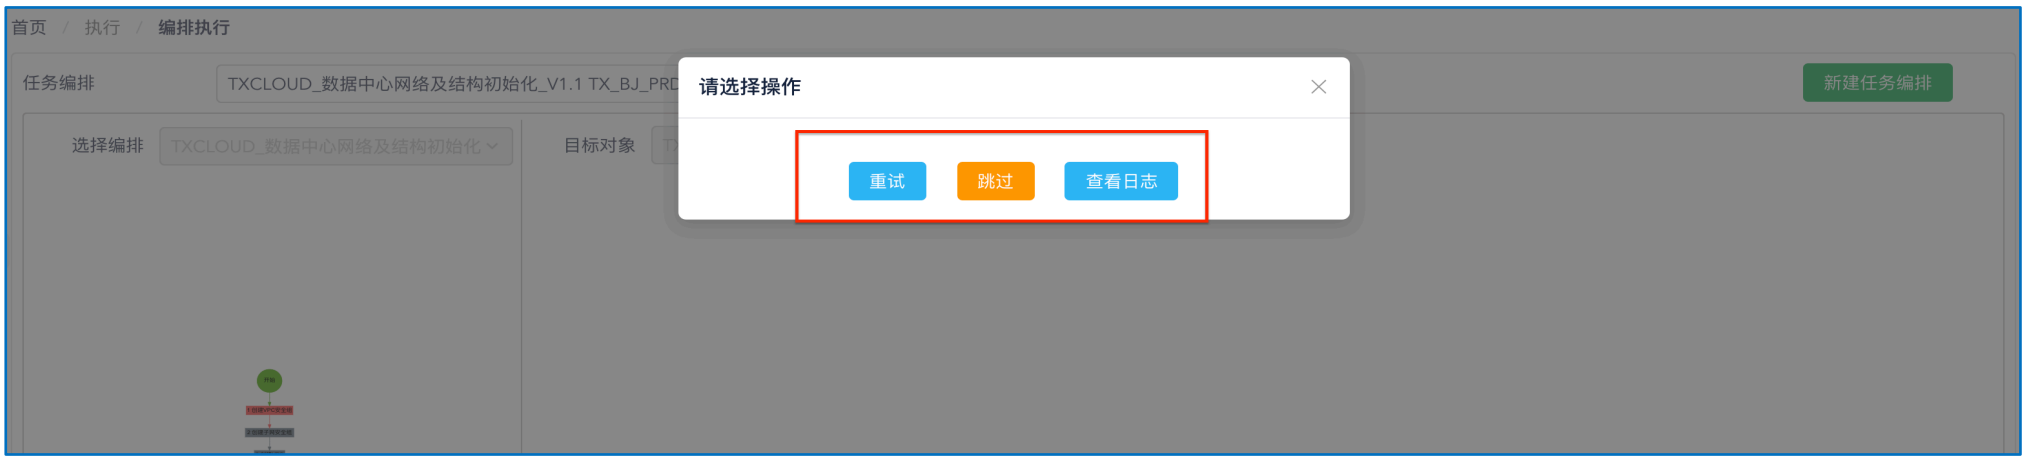 首页 / 执行 / 编排执行
任务编排 TXCLOUD_数据中心网络及结构初始化_V1.1 TX_BJ_PRD
请选择操作
新建任务编排
选择编排 TXCLOUD_数据中心网络及结构初始化
目标对象
重试 跳过 查看日志
开始